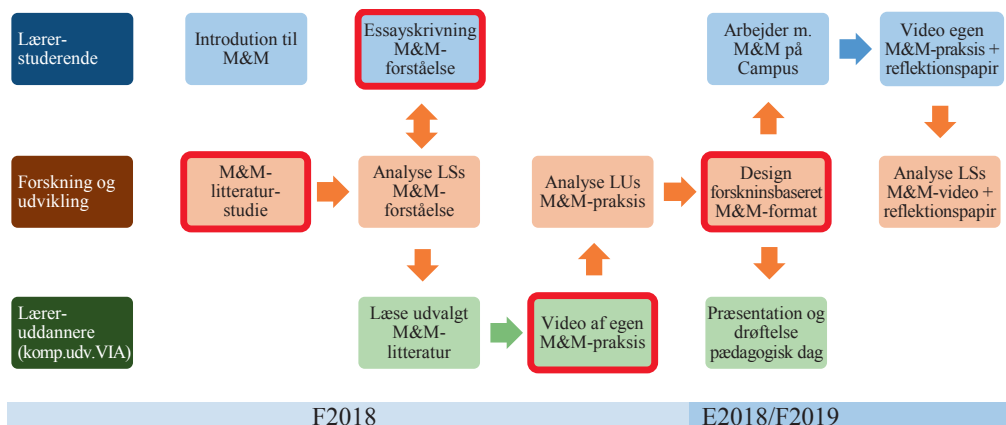 Lærer-
studerende
Introdution til
M&M
Essayskrivning
M&M-
forståelse
Arbejder m.
M&M på
Campus
Video egen
M&M-praksis +
reflektionspapir
Forskning og
udvikling
M&M-
litteratur-
studie
Analyse LSs
M&M-
forståelse
Analyse LUs
M&M-praksis
Design
forskninsbaseret
M&M-format
Analyse LSs
M&M-video +
reflektionspapir
Lærer-
uddannere
(komp.udv.VIA)
Læse udvalgt
M&M-
litteratur
Video af egen
M&M-praksis
Præsentation og
drøftelse
pædagogisk dag
F2018
E2018/F2019